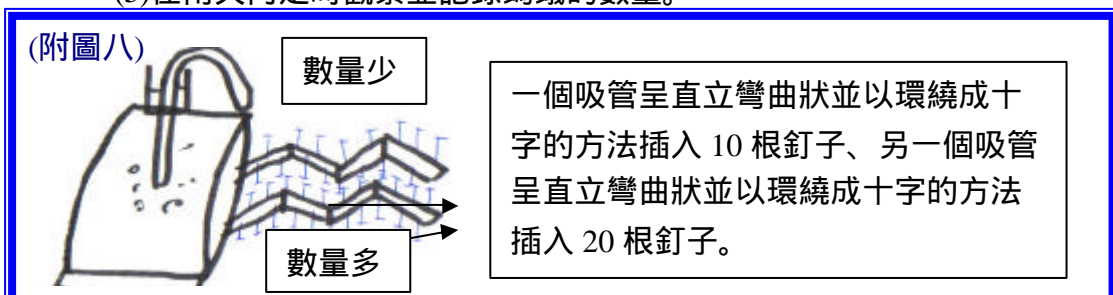 (附圖八)
數量少
一個吸管呈直立彎曲狀並以環繞成十
字的方法插入 10 根釘子、另一個吸管
呈直立彎曲狀並以環繞成十字的方法
插入 20 根釘子。
數量多